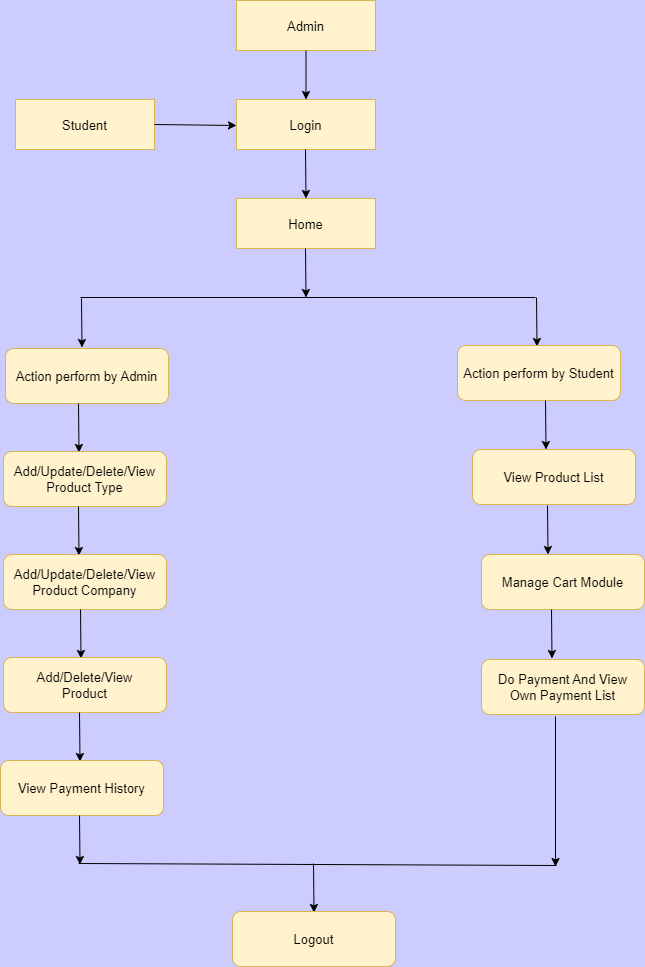 Admin
Student
Login
Home
Action perform by Admin
Action perform by Student
Add/Update/Delete/View
Product Type
View Product List
Add/Update/Delete/View
Product Company
Manage Cart Module
Add/Delete/View
Product
Do Payment And View
Own Payment List
View Payment History
Logout